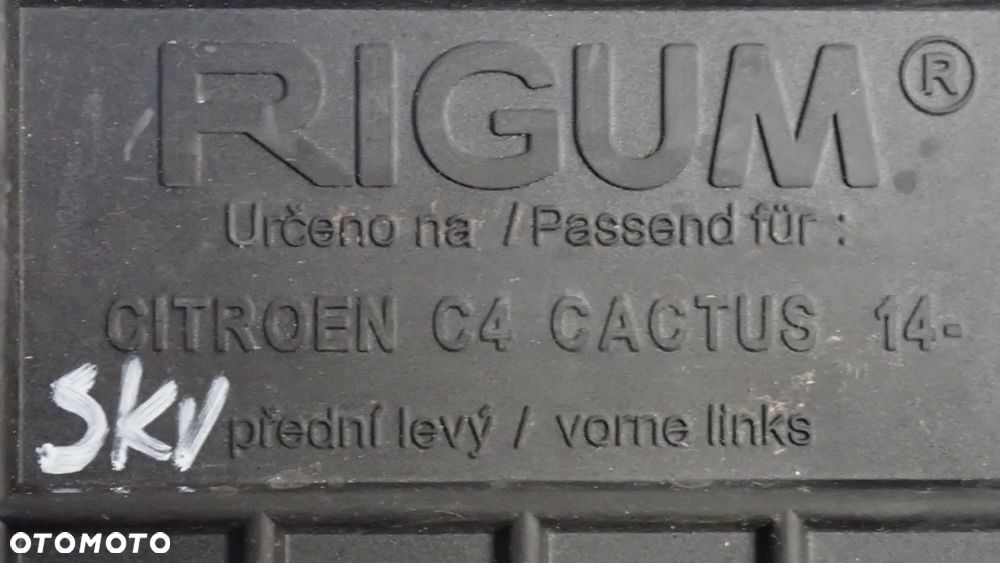 RIGUM®
Určeno na / Passend für :
CITROEN C4 CACTUS 14-
SKV přední levý / vorne links
OTOMOTO